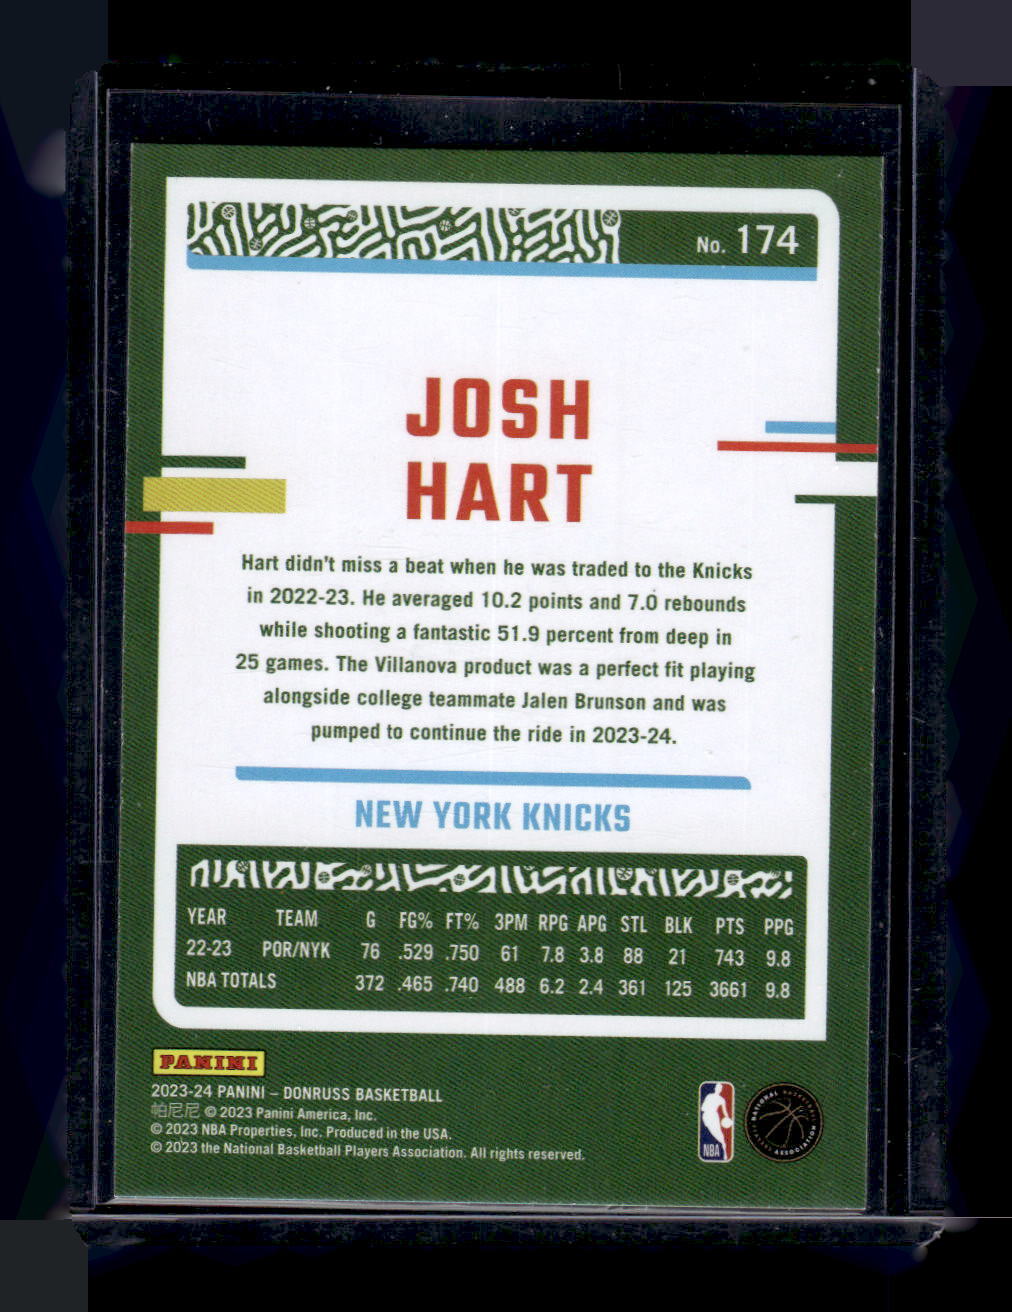 No. 174
JOSH
HART
Hart didn't miss a beat when he was traded to the Knicks
in 2022-23. He averaged 10.2 points and 7.0 rebounds
while shooting a fantastic 51.9 percent from deep in
25 games. The Villanova product was a perfect fit playing
alongside college teammate Jalen Brunson and was
pumped to continue the ride in 2023-24.
NEW YORK KNICKS
YEAR TEAM G FG% FT% 3PM RPG APG STL BLK PTS PPG
22-23 POR/NYK 76 .529 .750 61 7.8 3.8 88 21 743 9.8
NBA TOTALS 372 .465 .740 488 6.2 2.4 361 125 3661 9.8
PANINI
2023-24 PANINI – DONRUSS BASKETBALL
帕尼尼 © 2023 Panini America, Inc.
© 2023 NBA Properties, Inc. Produced in the USA.
© 2023 the National Basketball Players Association. All rights reserved.
NBA
NATIONAL BASKETBALL
PLAYERS ASSOCIATION